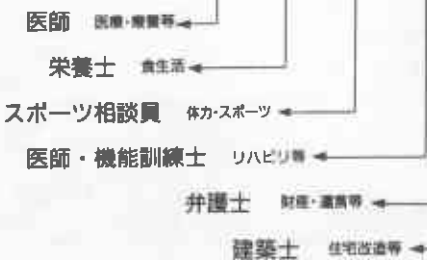 医師 医療・療養等
栄養士 食生活
スポーツ相談員 体力・スポーツ
医師・機能訓練士 リハビリ等
弁護士 財産・遺言等
建築士 住宅改造等